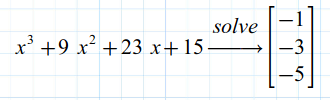 x³ + 9 x² + 23 x + 15 solve → [−1
−3
−5]